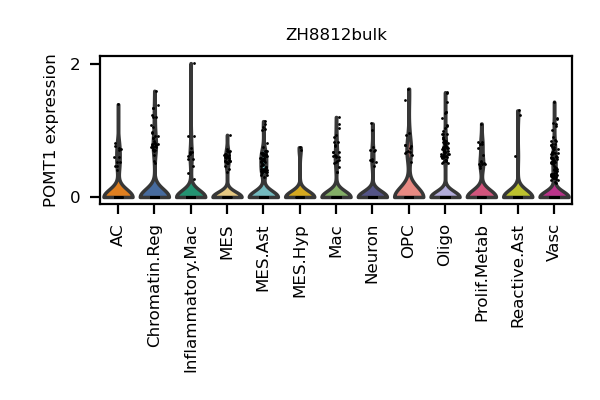 ZH8812bulk
POMT1 expression
2
0
AC
Chromatin.Reg
Inflammatory.Mac
MES
MES.Ast
MES.Hyp
Mac
Neuron
OPC
Oligo
Prolif.Metab
Reactive.Ast
Vasc